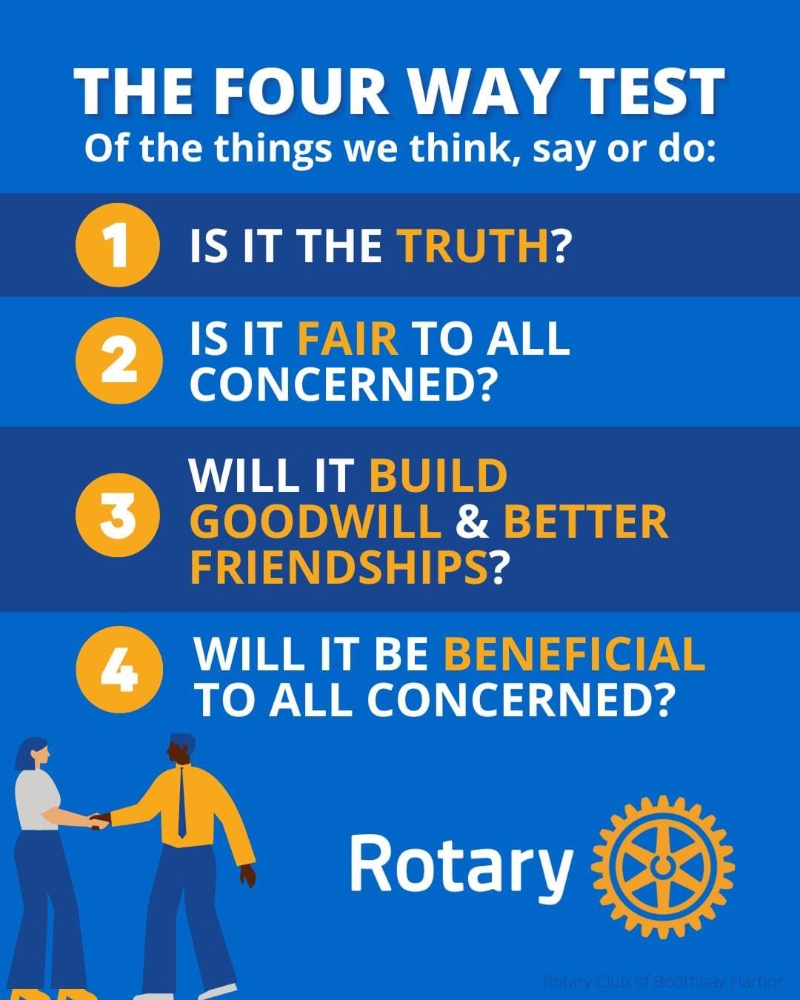 THE FOUR WAY TEST
Of the things we think, say or do:
1
IS IT THE TRUTH?
2
IS IT FAIR TO ALL
CONCERNED?
3
WILL IT BUILD
GOODWILL & BETTER
FRIENDSHIPS?
4
WILL IT BE BENEFICIAL
TO ALL CONCERNED?
Rotary
Rotary Club of Boothbay Harbor